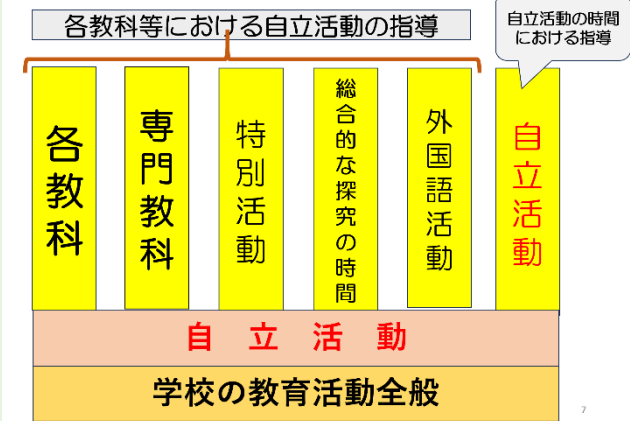 各教科等における自立活動の指導
自立活動の時間
における指導
各教科
専門教科
特別活動
総合的な探究の時間
外国語活動
自立活動
自立活動
学校の教育活動全般
7